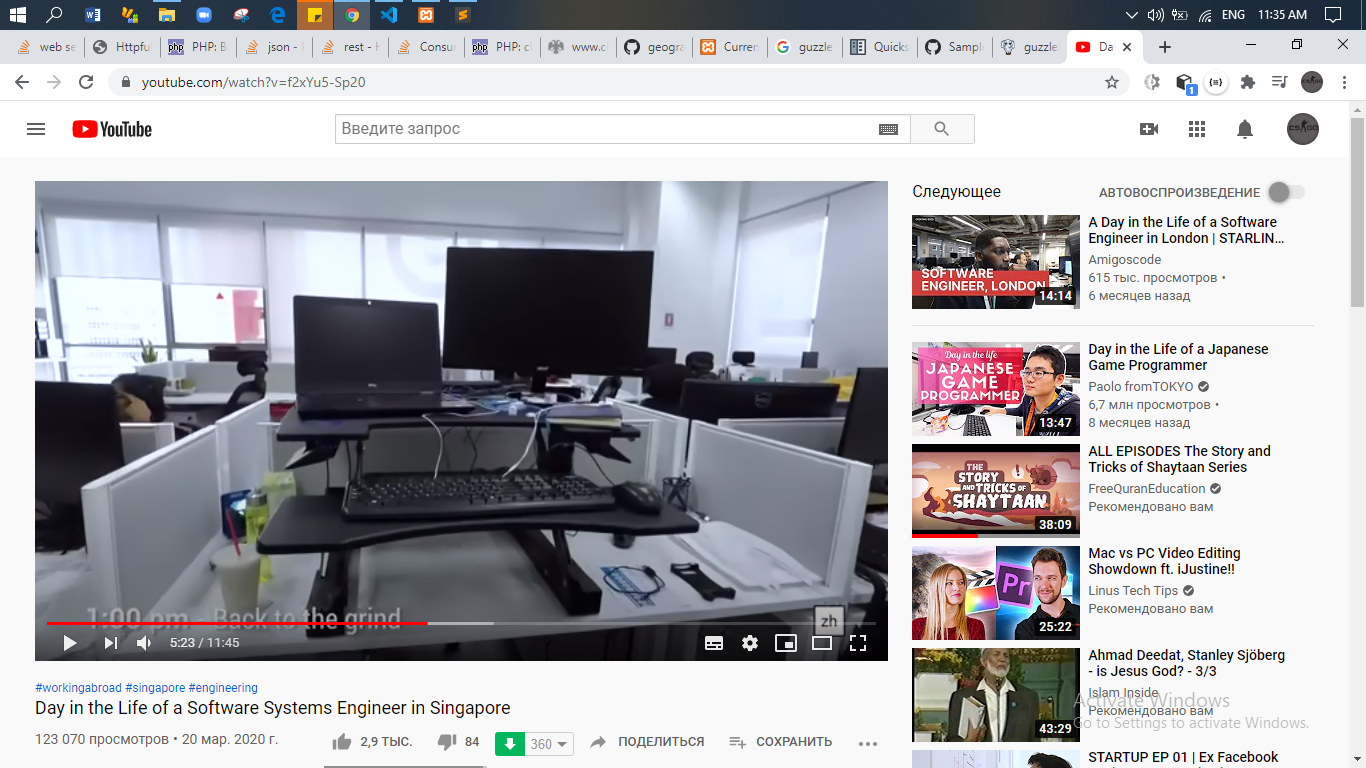 ENG 11:35 AM
web se
Httpful
PHP: B
json - 
rest - 
Consu
PHP: c
www.cl
geogra
Curren
guzzle
Quicks
Sampl
guzzle
Da
youtube.com/watch?v=f2xYu5-Sp20
1
YouTube
Введите запрос
CS GO
1:00 pm - Back to the grind
zh
5:23 / 11:45
#workingabroad #singapore #engineering
Day in the Life of a Software Systems Engineer in Singapore
123 070 просмотров • 20 мар. 2020 г.
2,9 ТЫС.
84
360
ПОДЕЛИТЬСЯ
СОХРАНИТЬ
Следующее
АВТОВОСПРОИЗВЕДЕНИЕ
SOFTWARE
ENGINEER, LONDON
14:14
A Day in the Life of a Software
Engineer in London | STARLIN…
Amigoscode
615 тыс. просмотров •
6 месяцев назад
Day in the life
JAPANESE
GAME
PROGRAMMER
13:47
Day in the Life of a Japanese
Game Programmer
Paolo fromTOKYO
6,7 млн просмотров •
8 месяцев назад
THE
STORY
AND TRICKS OF
SHAYTAAN
38:09
ALL EPISODES The Story and
Tricks of Shaytaan Series
FreeQuranEducation
Рекомендовано вам
Pr
25:22
Mac vs PC Video Editing
Showdown ft. iJustine!!
Linus Tech Tips
Рекомендовано вам
43:29
Ahmad Deedat, Stanley Sjöberg
- is Jesus God? - 3/3
Islam Inside
Рекомендовано вам
Activate Windows
Go to Settings to activate Windows.
STARTUP EP 01 | Ex Facebook